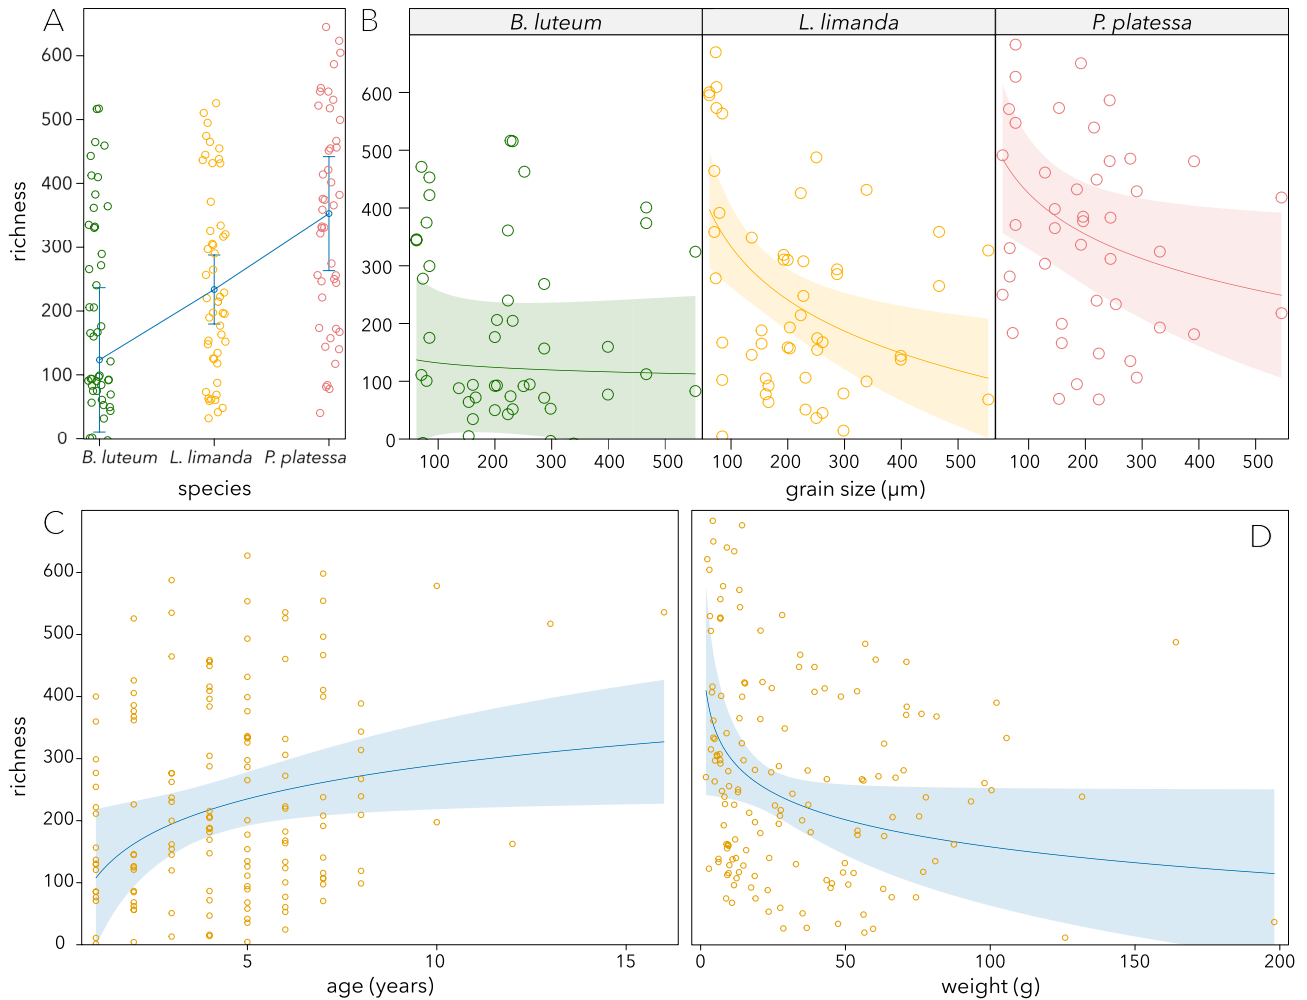 A
richness
600
500
400
300
200
100
0
B. luteum L. limanda P. platessa
species
B
B. luteum L. limanda P. platessa
600
500
400
300
200
100
0
100 200 300 400 500 100 200 300 400 500 100 200 300 400 500
grain size (µm)
C
richness
600
500
400
300
200
100
0
5 10 15
age (years)
D
0 50 100 150 200
weight (g)